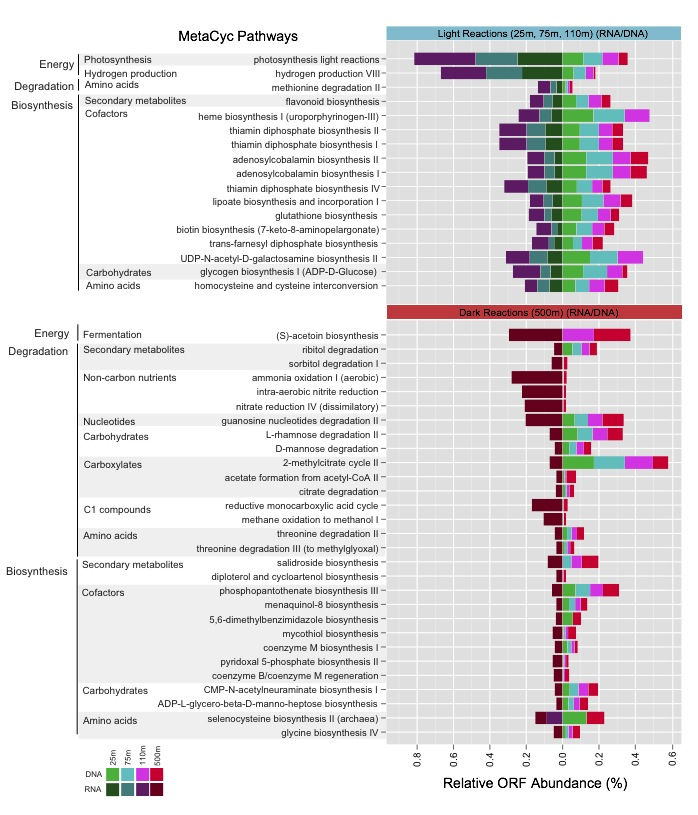 MetaCyc Pathways
Light Reactions (25m, 75m, 110m) (RNA/DNA)
Energy
Photosynthesis photosynthesis light reactions
Hydrogen production hydrogen production VIII
Degradation Amino acids methionine degradation II
Biosynthesis Secondary metabolites flavonoid biosynthesis
Cofactors heme biosynthesis I (uroporphyrinogen-III)
thiamin diphosphate biosynthesis II
thiamin diphosphate biosynthesis I
adenosylcobalamin biosynthesis II
adenosylcobalamin biosynthesis I
thiamin diphosphate biosynthesis IV
lipoate biosynthesis and incorporation I
glutathione biosynthesis
biotin biosynthesis (7-keto-8-aminopelargonate)
trans-farnesyl diphosphate biosynthesis
UDP-N-acetyl-D-galactosamine biosynthesis II
Carbohydrates glycogen biosynthesis I (ADP-D-Glucose)
Amino acids homocysteine and cysteine interconversion
Dark Reactions (500m) (RNA/DNA)
Energy Fermentation (S)-acetoin biosynthesis
Degradation Secondary metabolites ribitol degradation
sorbitol degradation I
Non-carbon nutrients ammonia oxidation I (aerobic)
intra-aerobic nitrite reduction
nitrate reduction IV (dissimilatory)
Nucleotides guanosine nucleotides degradation II
Carbohydrates L-rhamnose degradation II
D-mannose degradation
Carboxylates 2-methylcitrate cycle II
acetate formation from acetyl-CoA II
citrate degradation
C1 compounds reductive monocarboxylic acid cycle
methane oxidation to methanol I
Amino acids threonine degradation II
threonine degradation III (to methylglyoxal)
Biosynthesis Secondary metabolites salidroside biosynthesis
diploterol and cycloartenol biosynthesis
Cofactors phosphopantothenate biosynthesis III
menaquinol-8 biosynthesis
5,6-dimethylbenzimidazole biosynthesis
mycothiol biosynthesis
coenzyme M biosynthesis I
pyridoxal 5-phosphate biosynthesis II
coenzyme B/coenzyme M regeneration
Carbohydrates CMP-N-acetylneuraminate biosynthesis I
ADP-L-glycero-beta-D-manno-heptose biosynthesis
Amino acids selenocysteine biosynthesis II (archaea)
glycine biosynthesis IV
0.8 0.6 0.4 0.2 0.0 0.2 0.4 0.6
Relative ORF Abundance (%)
25m 75m 110m 500m
DNA
RNA